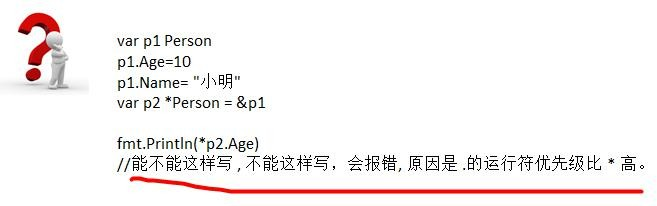 var p1 Person
p1.Age=10
p1.Name= "小明"
var p2 *Person = &p1
fmt.Println(*p2.Age)
//能不能这样写 , 不能这样写，会报错, 原因是 .的运行符优先级比 * 高。